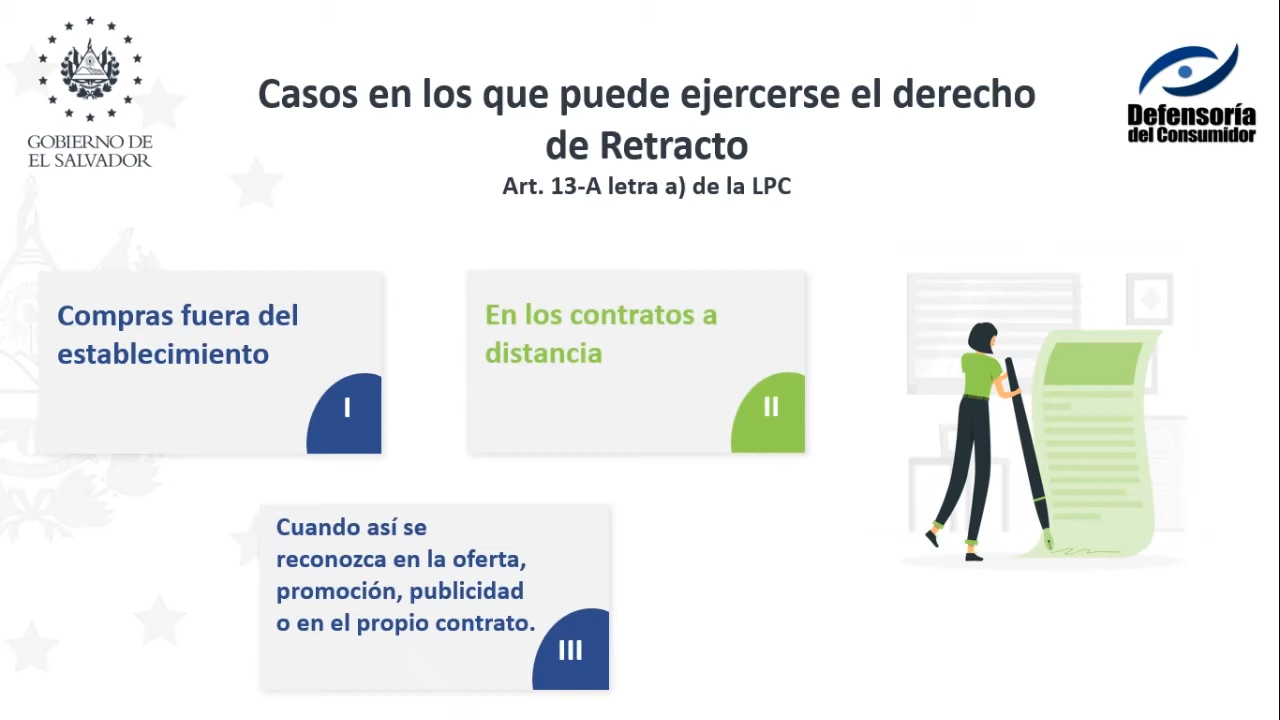 GOBIERNO DE
EL SALVADOR
Casos en los que puede ejercerse el derecho
de Retracto
Art. 13-A letra a) de la LPC
Defensoría
del Consumidor
Compras fuera del
establecimiento
I
En los contratos a
distancia
II
Cuando así se
reconozca en la oferta,
promoción, publicidad
o en el propio contrato.
III